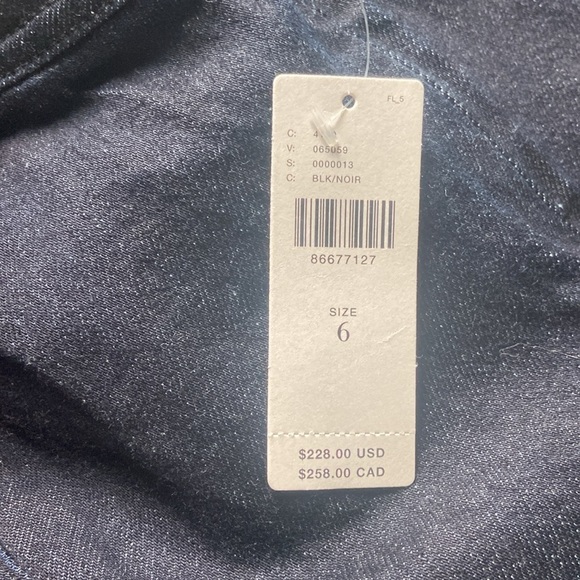 FL_5
C:
V: 065059
S: 0000013
C: BLK/NOIR
86677127
SIZE
6
$228.00 USD
$258.00 CAD